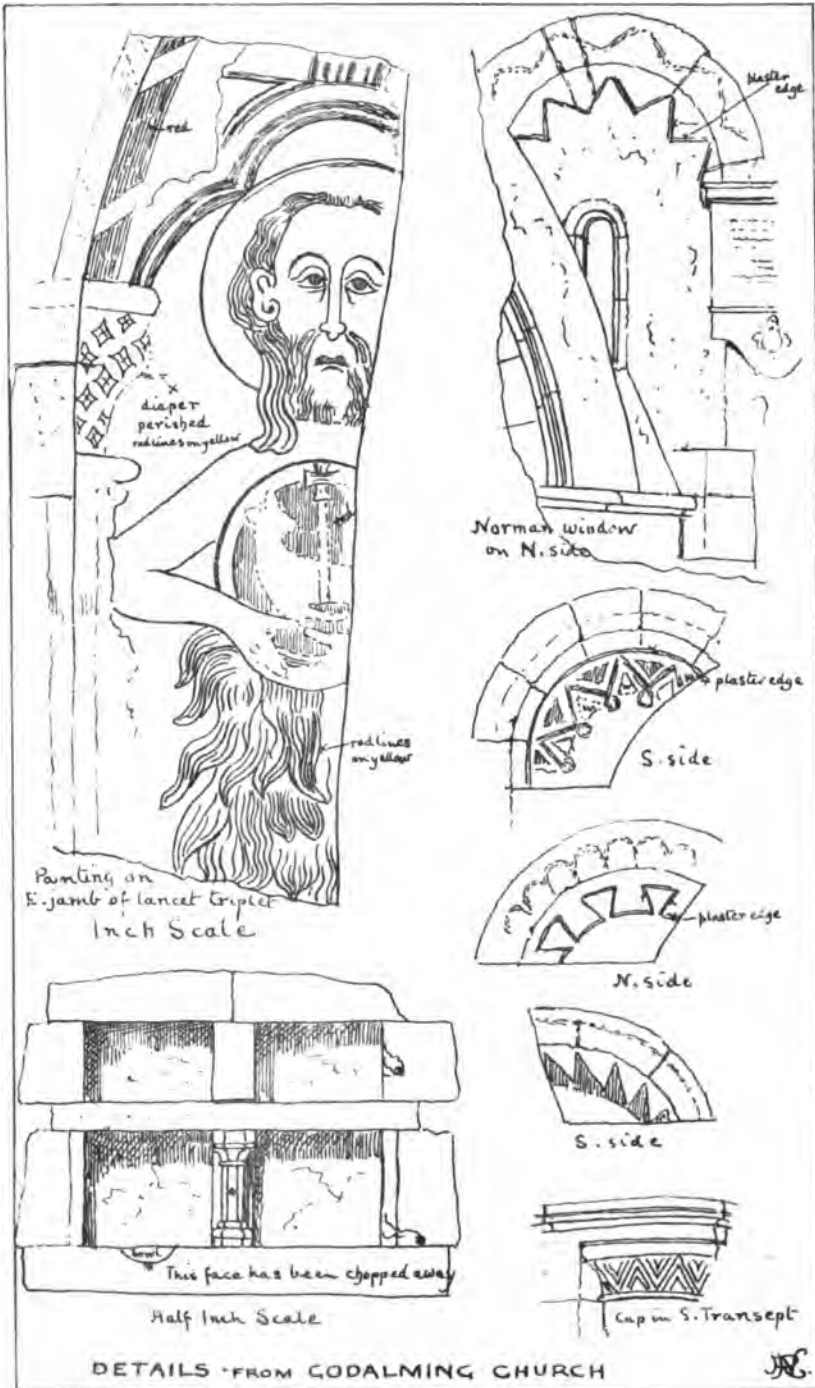 red
diaper
perished
red lines on yellow
red lines
on yellow
Painting on
E. jamb of lancet triplet
Inch Scale
plaster
edge
Norman window
on N. side
plaster edge
S. side
plaster edge
N. side
S. side
bowl
This face has been chopped away
Half Inch Scale
Cap in S. Transept
DETAILS · FROM GODALMING CHURCH